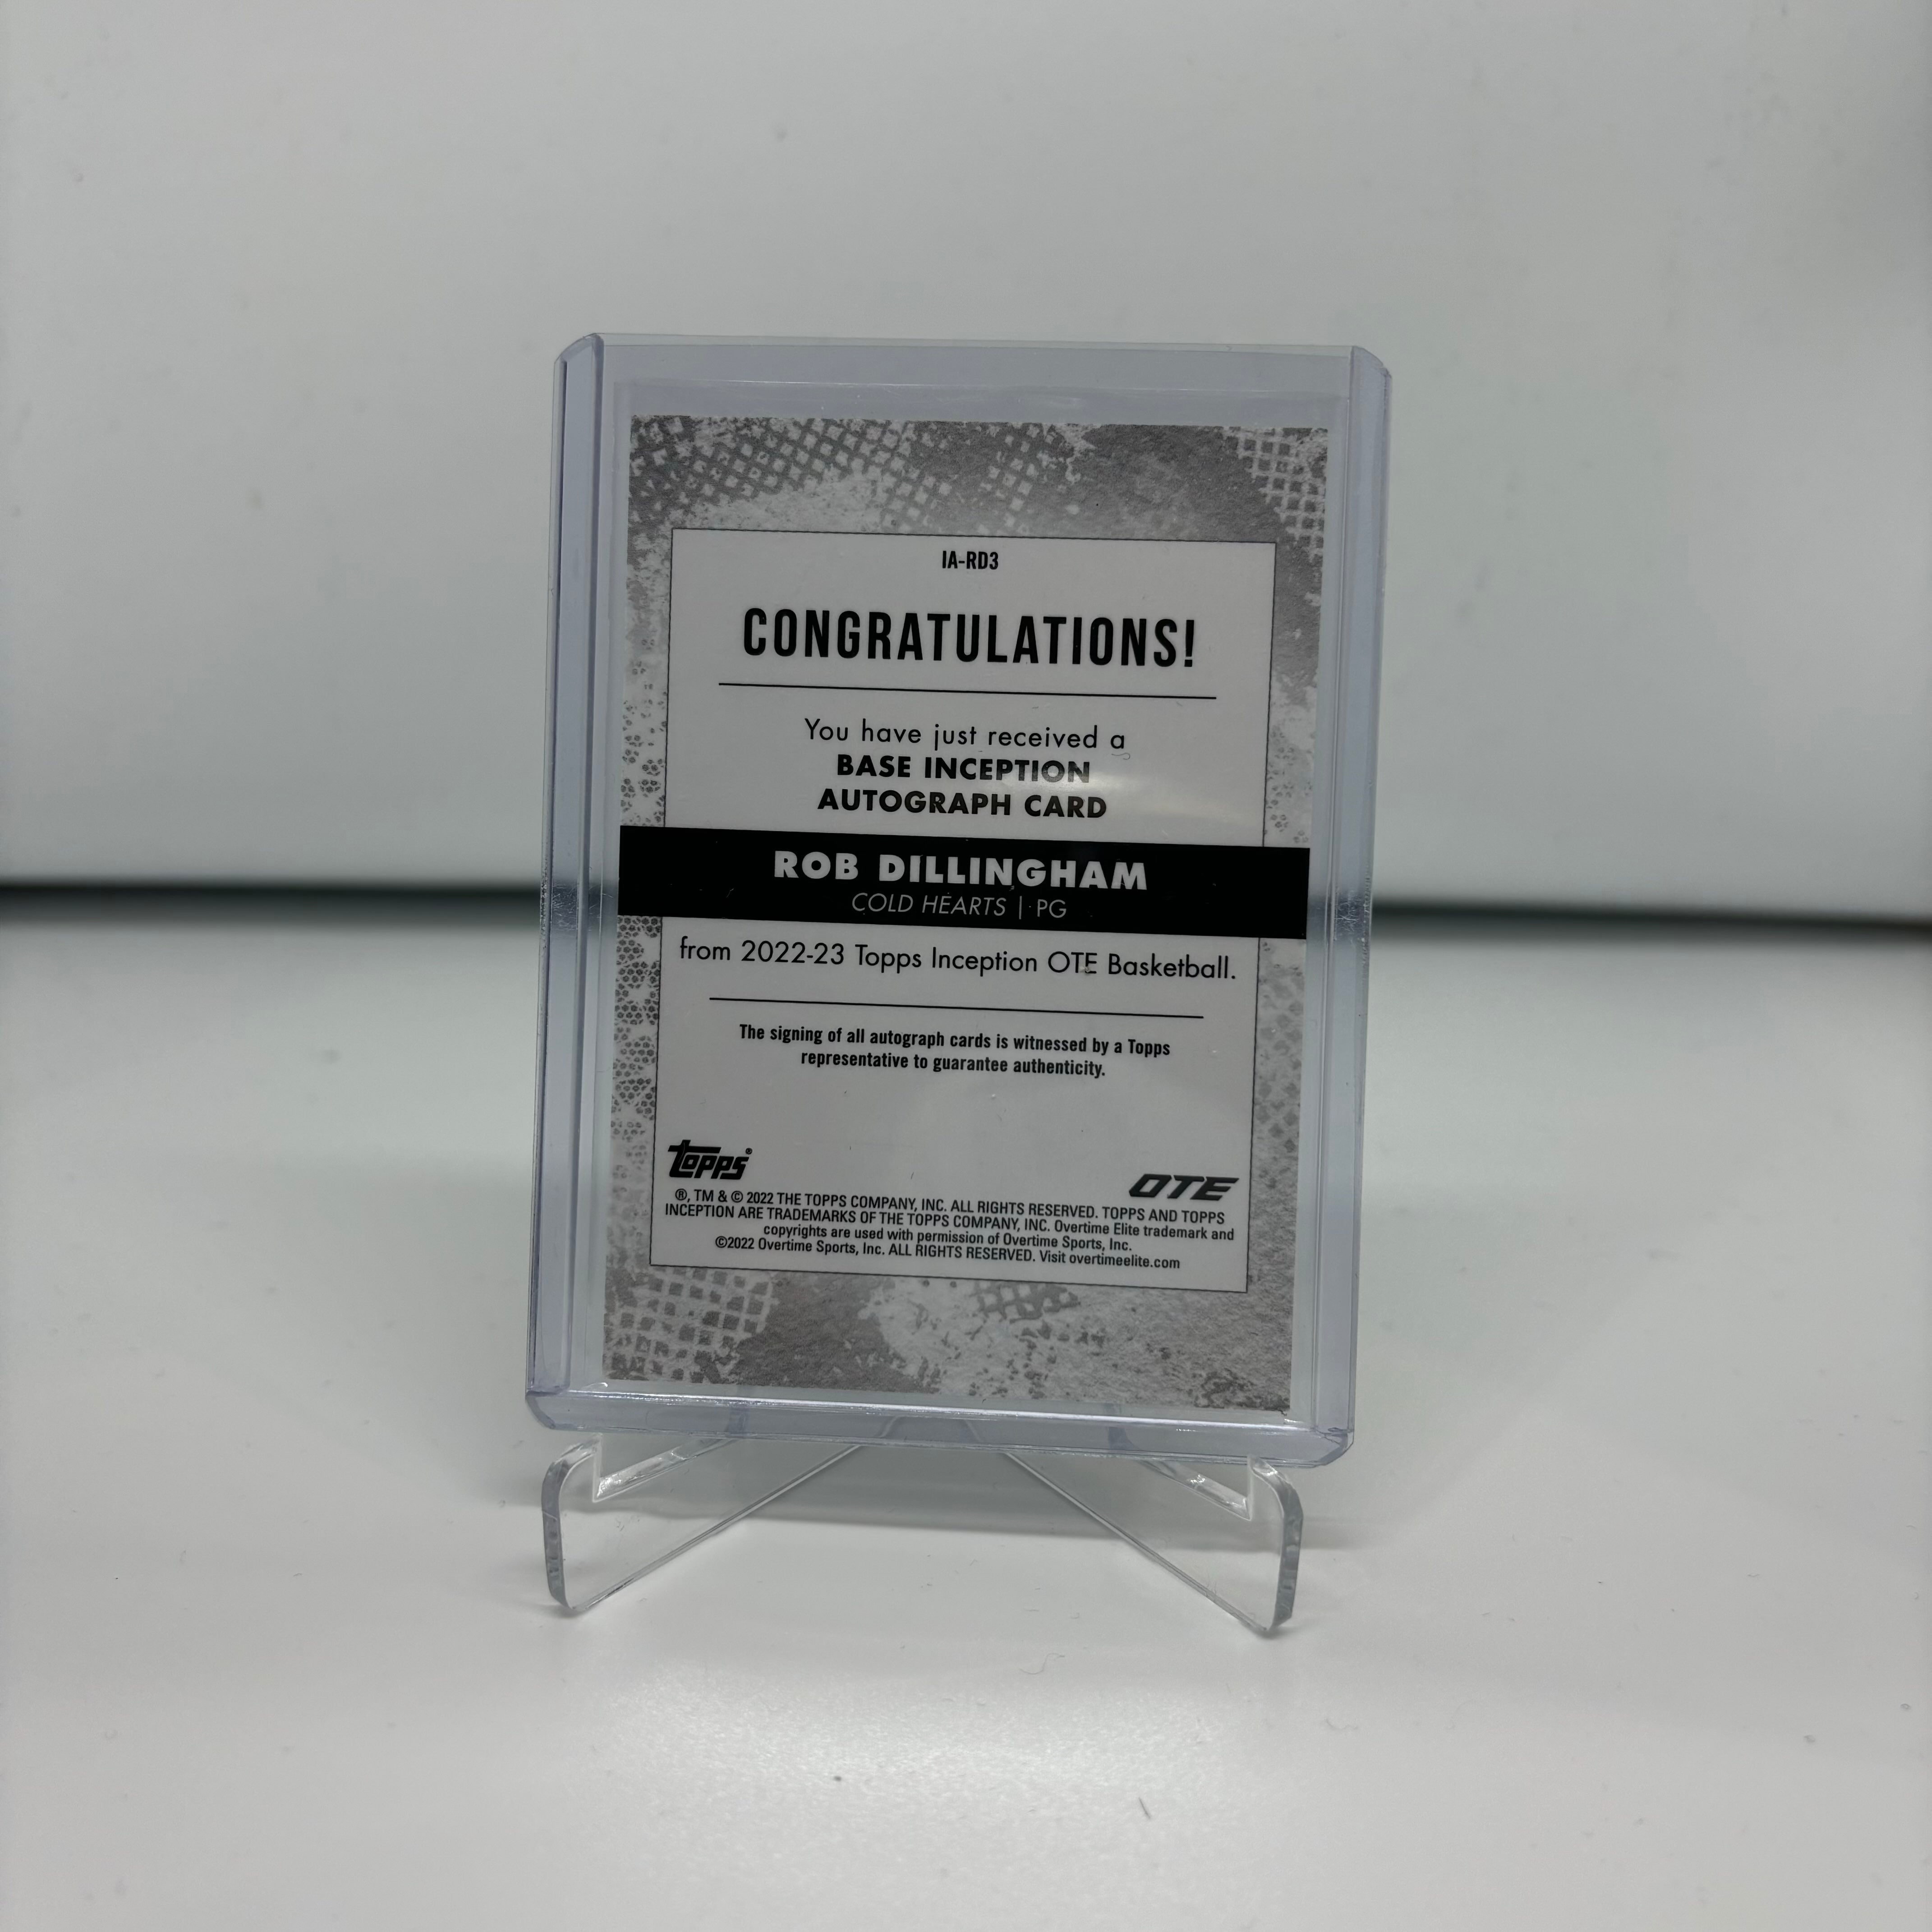 IA-RD3
CONGRATULATIONS!
You have just received a
BASE INCEPTION
AUTOGRAPH CARD
ROB DILLINGHAM
COLD HEARTS | PG
from 2022-23 Topps Inception OTE Basketball.
The signing of all autograph cards is witnessed by a Topps
representative to guarantee authenticity.
topps®
OTE
®, TM & © 2022 THE TOPPS COMPANY, INC. ALL RIGHTS RESERVED. TOPPS AND TOPPS
INCEPTION ARE TRADEMARKS OF THE TOPPS COMPANY, INC. Overtime Elite trademark and
copyrights are used with permission of Overtime Sports, Inc.
©2022 Overtime Sports, Inc. ALL RIGHTS RESERVED. Visit overtimeelite.com